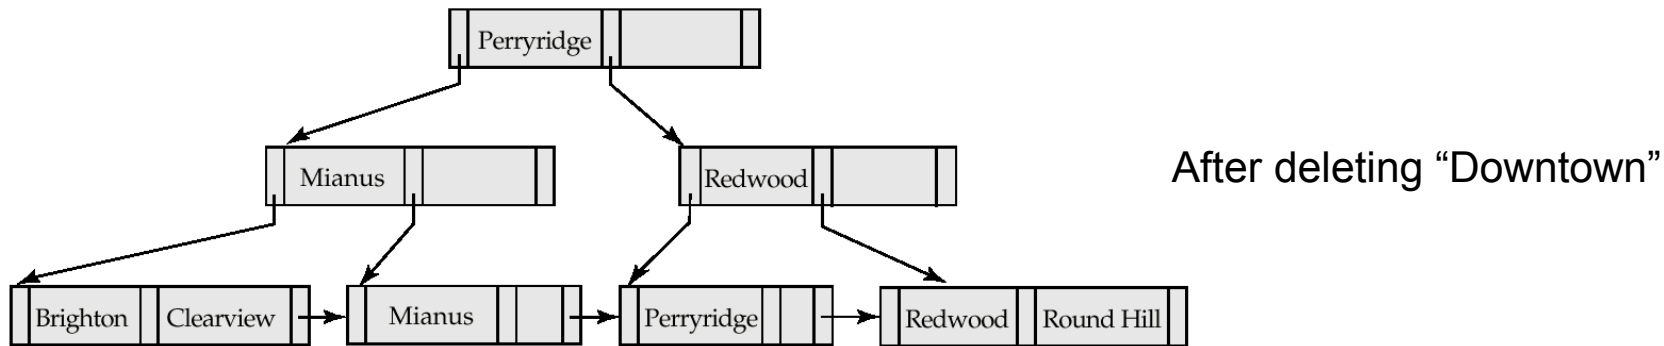 Perryridge
Mianus
Redwood
After deleting “Downtown”
Brighton Clearview
Mianus
Perryridge
Redwood Round Hill